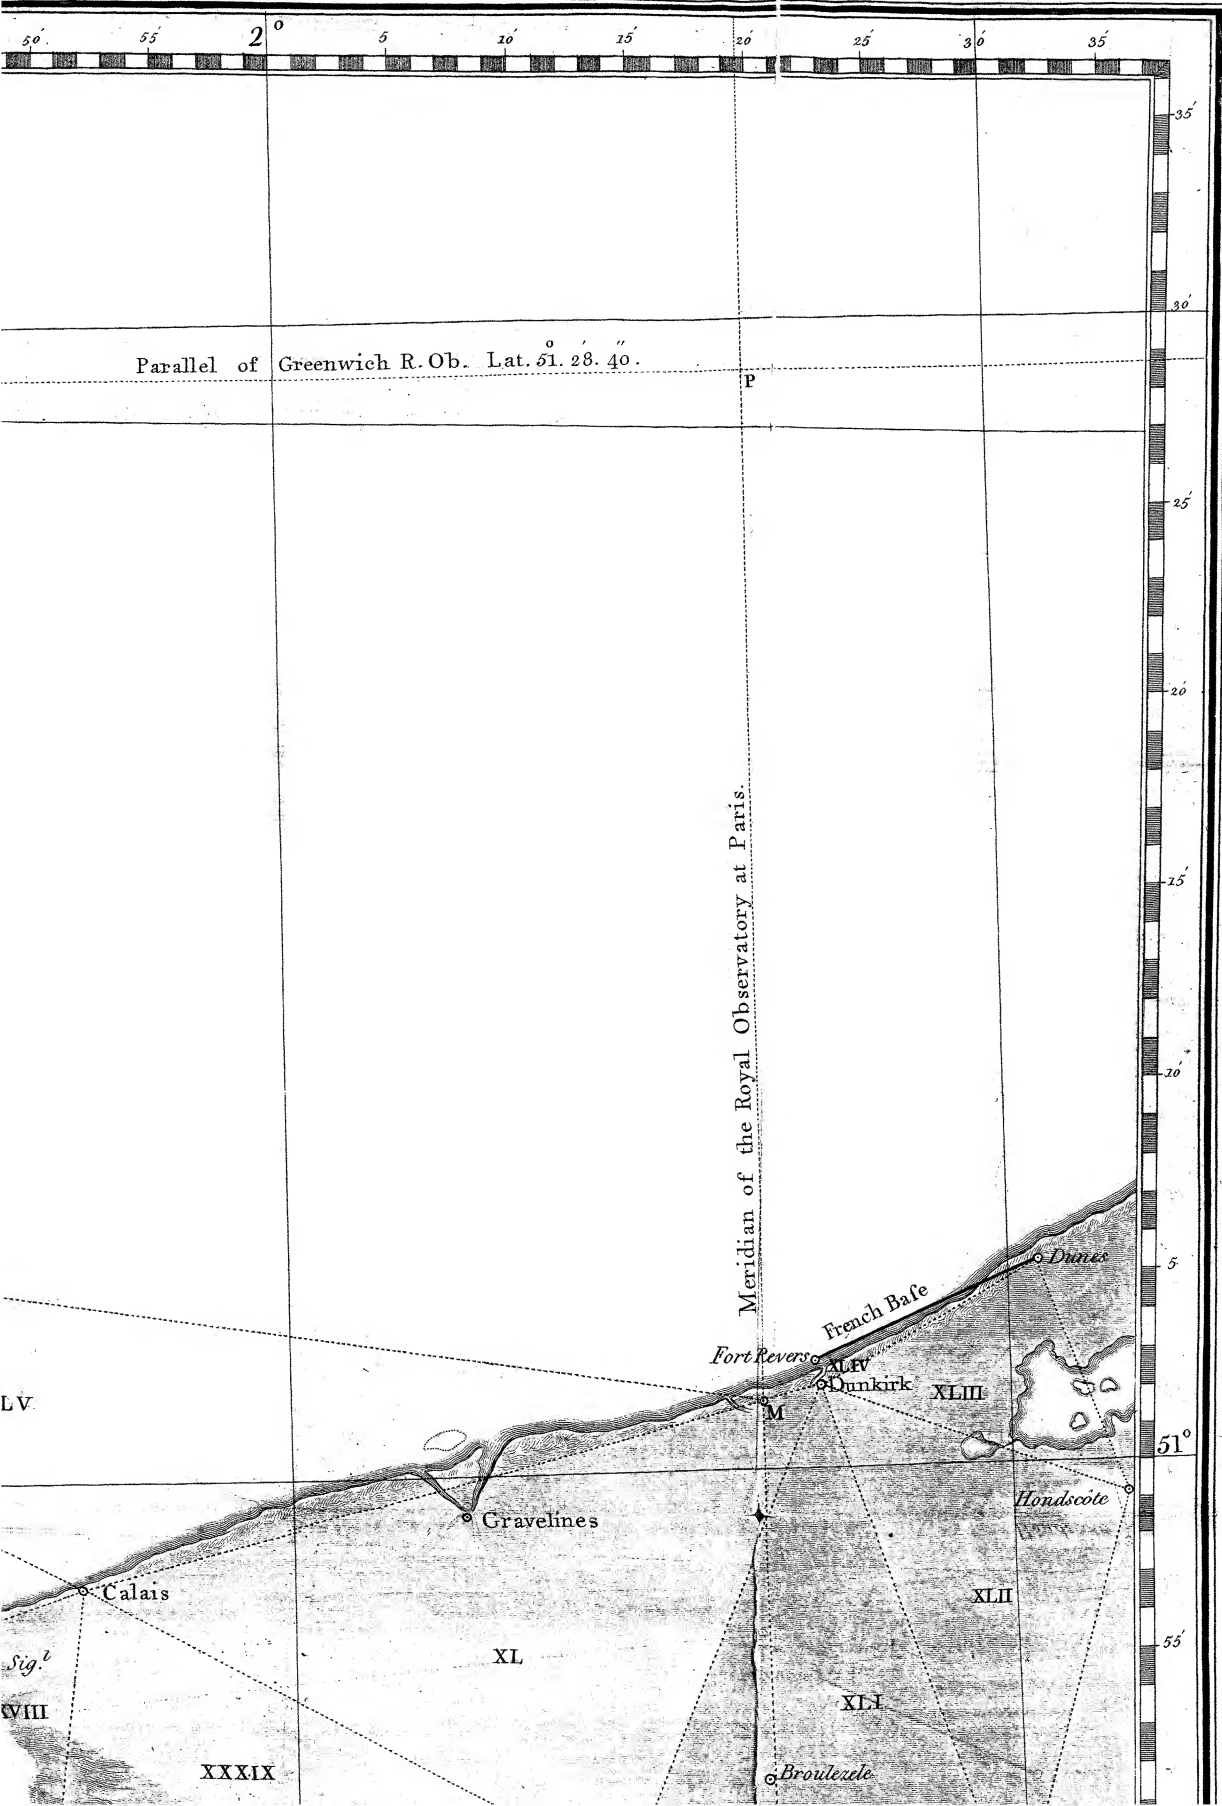 50'. 55' 2° 5' 10' 15' 20' 25' 30' 35'
35'
30'
Parallel of Greenwich R. Ob. Lat. 51.° 28.' 40.''
P
25'
20'
Meridian of the Royal Observatory at Paris.
15'
10'
Dunes
5'
French Baſe
Fort Revers
XLIV
Dunkirk
XLIII
LV
M
51°
Hondscote
Gravelines
Calais
XLII
55'
Sig.l
XL
XLI
XVIII
XXXIX
Broulezele